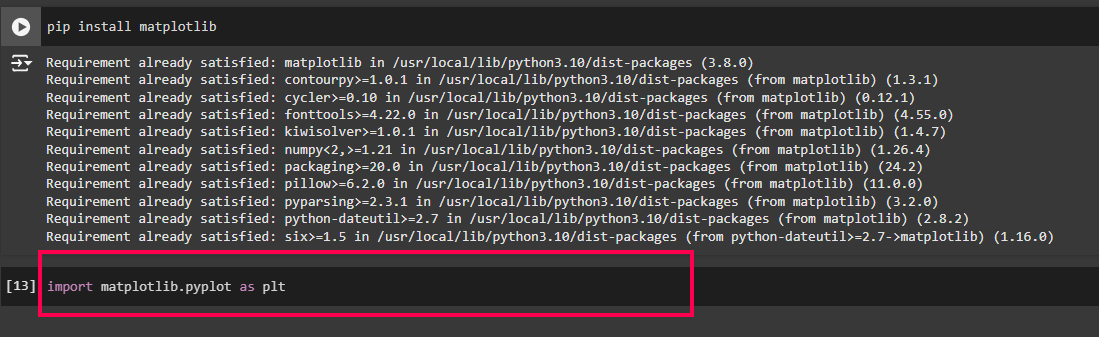 pip install matplotlib
Requirement already satisfied: matplotlib in /usr/local/lib/python3.10/dist-packages (3.8.0)
Requirement already satisfied: contourpy>=1.0.1 in /usr/local/lib/python3.10/dist-packages (from matplotlib) (1.3.1)
Requirement already satisfied: cycler>=0.10 in /usr/local/lib/python3.10/dist-packages (from matplotlib) (0.12.1)
Requirement already satisfied: fonttools>=4.22.0 in /usr/local/lib/python3.10/dist-packages (from matplotlib) (4.55.0)
Requirement already satisfied: kiwisolver>=1.0.1 in /usr/local/lib/python3.10/dist-packages (from matplotlib) (1.4.7)
Requirement already satisfied: numpy<2,>=1.21 in /usr/local/lib/python3.10/dist-packages (from matplotlib) (1.26.4)
Requirement already satisfied: packaging>=20.0 in /usr/local/lib/python3.10/dist-packages (from matplotlib) (24.2)
Requirement already satisfied: pillow>=6.2.0 in /usr/local/lib/python3.10/dist-packages (from matplotlib) (11.0.0)
Requirement already satisfied: pyparsing>=2.3.1 in /usr/local/lib/python3.10/dist-packages (from matplotlib) (3.2.0)
Requirement already satisfied: python-dateutil>=2.7 in /usr/local/lib/python3.10/dist-packages (from matplotlib) (2.8.2)
Requirement already satisfied: six>=1.5 in /usr/local/lib/python3.10/dist-packages (from python-dateutil>=2.7->matplotlib) (1.16.0)
[13] import matplotlib.pyplot as plt